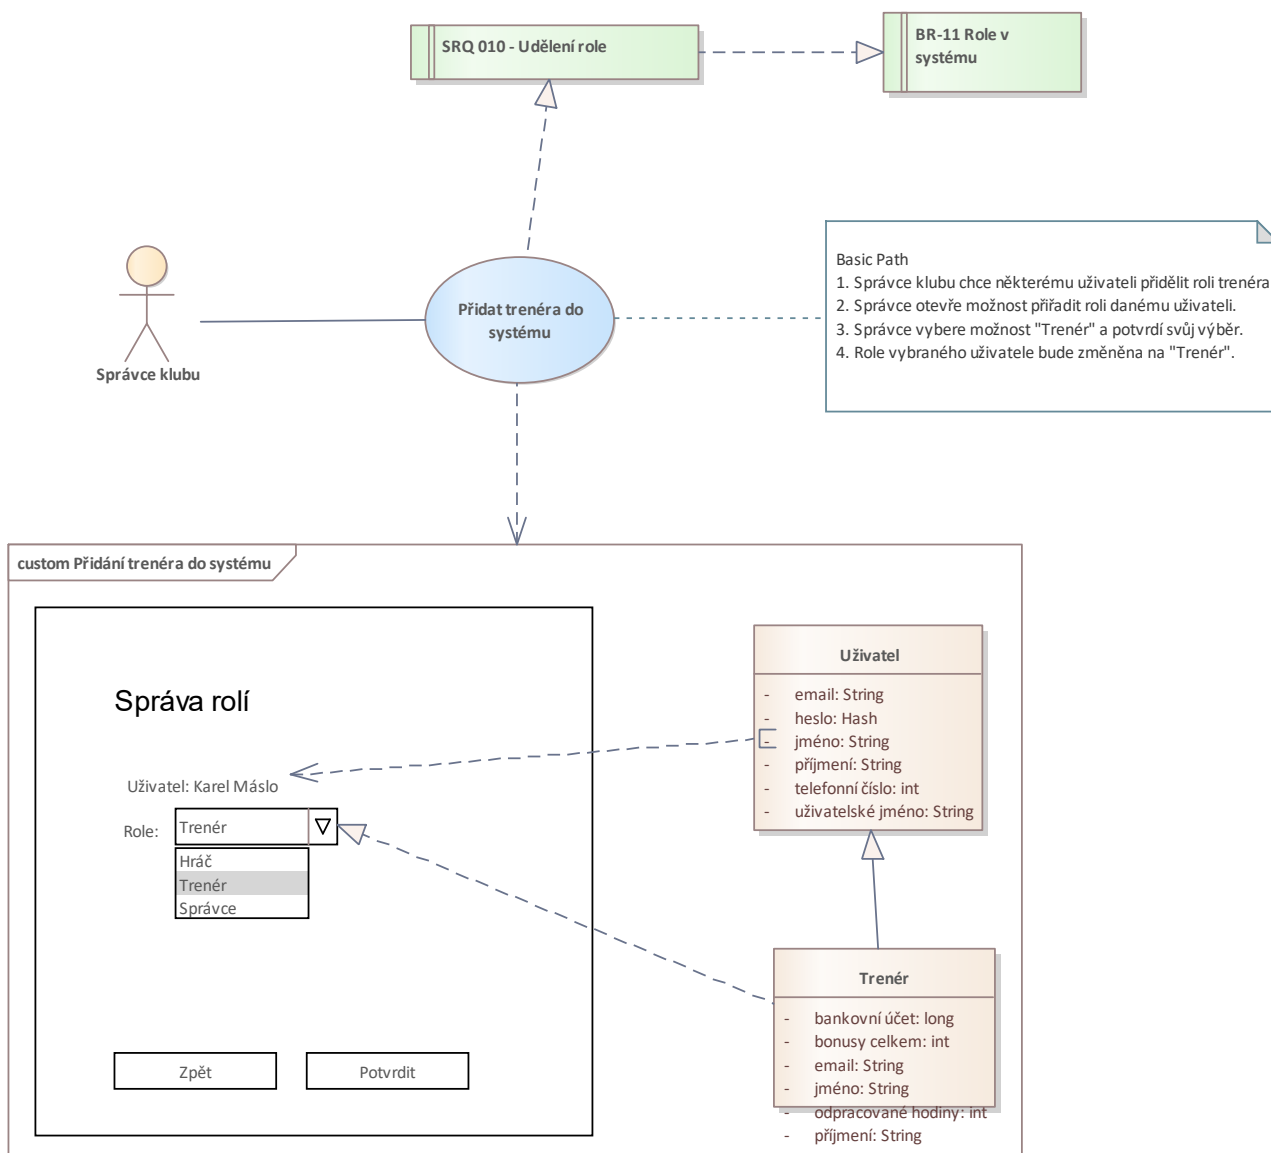 SRQ 010 - Udělení role
BR-11 Role v
systému
Basic Path
1. Správce klubu chce některému uživateli přidělit roli trenéra
2. Správce otevře možnost přiřadit roli danému uživateli.
3. Správce vybere možnost "Trenér" a potvrdí svůj výběr.
4. Role vybraného uživatele bude změněna na "Trenér".
Přidat trenéra do
systému
Správce klubu
custom Přidání trenéra do systému
Správa rolí
Uživatel: Karel Máslo
Role:
Trenér
Hráč
Trenér
Správce
Zpět
Potvrdit
Uživatel
- email: String
- heslo: Hash
- jméno: String
- příjmení: String
- telefonní číslo: int
- uživatelské jméno: String
Trenér
- bankovní účet: long
- bonusy celkem: int
- email: String
- jméno: String
- odpracované hodiny: int
- příjmení: String